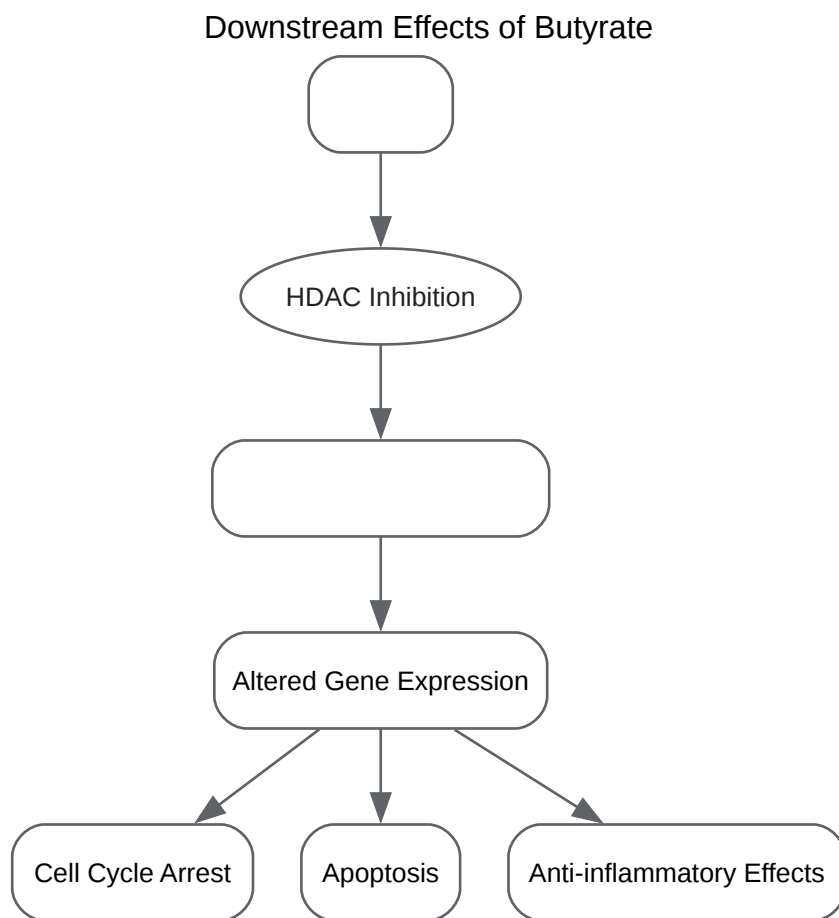 Downstream Effects of Butyrate
HDAC Inhibition
Altered Gene Expression
Cell Cycle Arrest
Apoptosis
Anti-inflammatory Effects